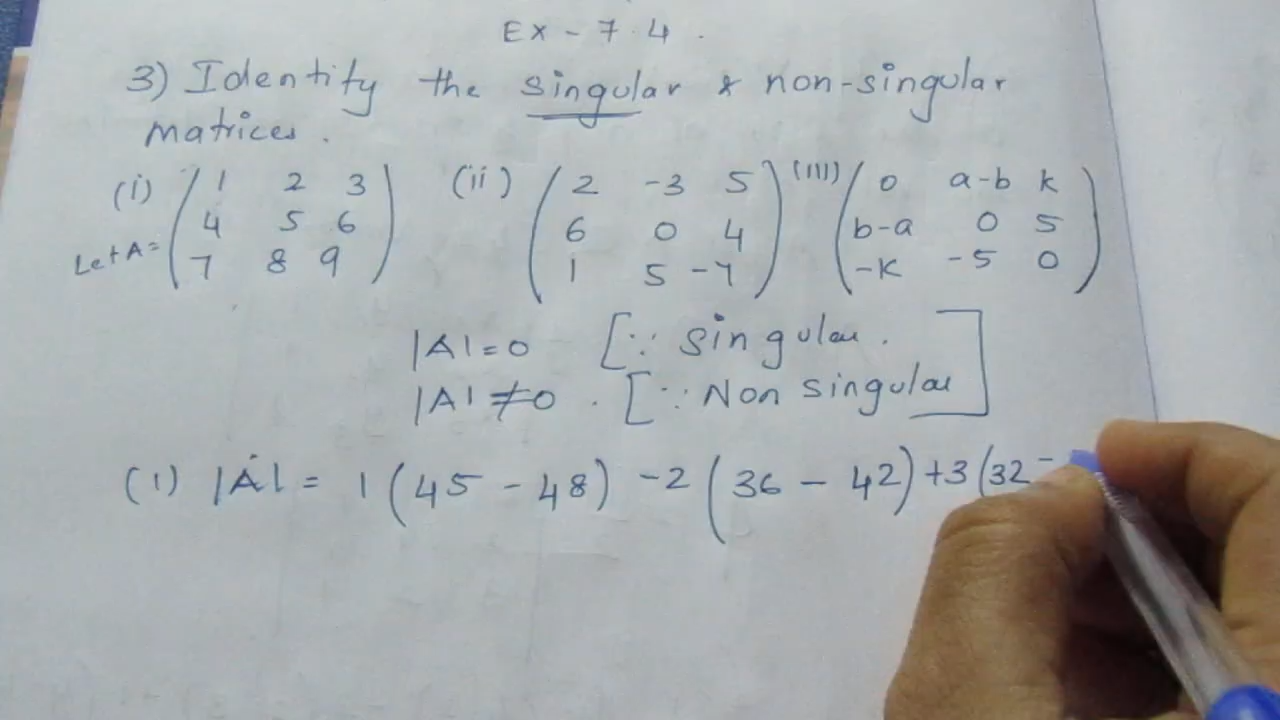 Ex - 7.4.
3) Identify the singular & non-singular
matrices.
(i) Let A = ( 1 2 3 (ii) ( 2 -3 5 ) (III) ( 0 a-b k )
4 5 6 6 0 4 b-a 0 5
7 8 9 ) 1 5 -7 -K -5 0
|A| = 0 [∵ singular.
|A| ≠ 0. [∵ Non singular ]
(1) |A| = 1 (45 - 48) -2 (36 - 42) +3 (32 -